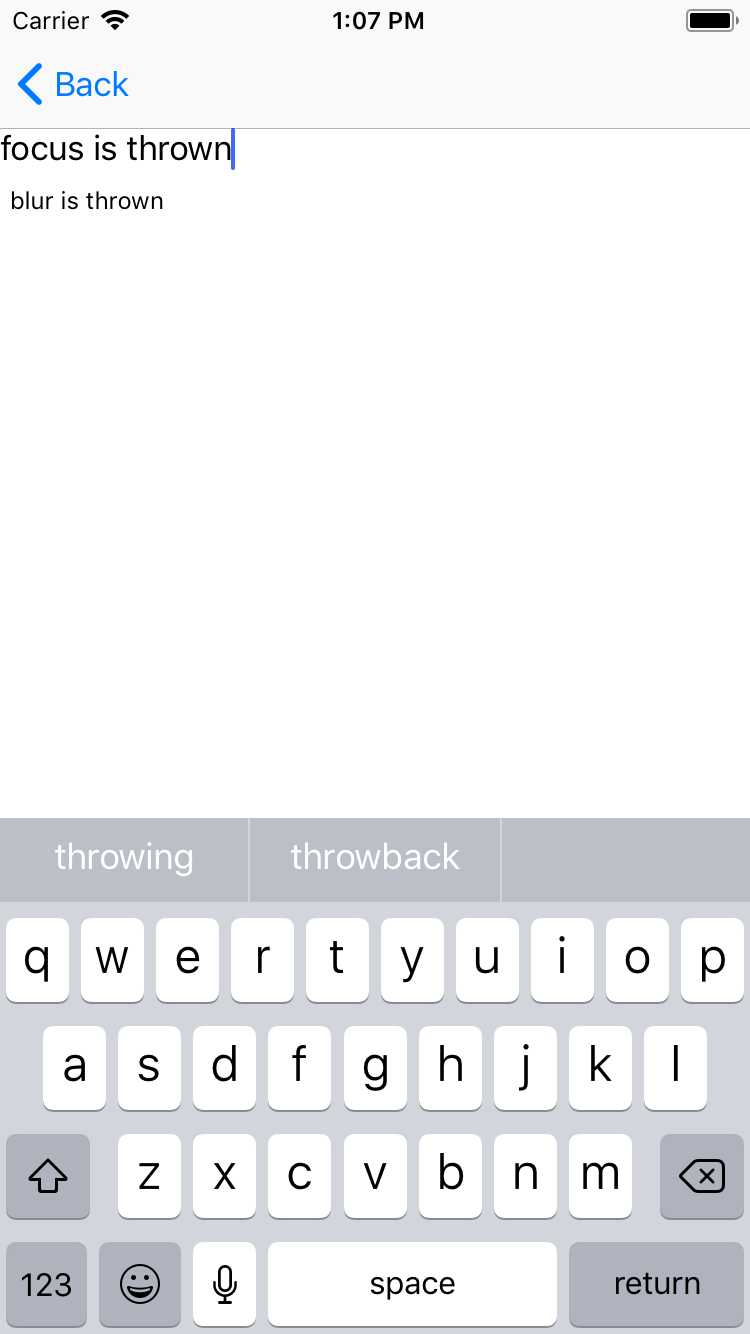 Carrier 1:07 PM
Back
focus is thrown
blur is thrown
throwing throwback
q w e r t y u i o p
a s d f g h j k l
z x c v b n m
123 space return